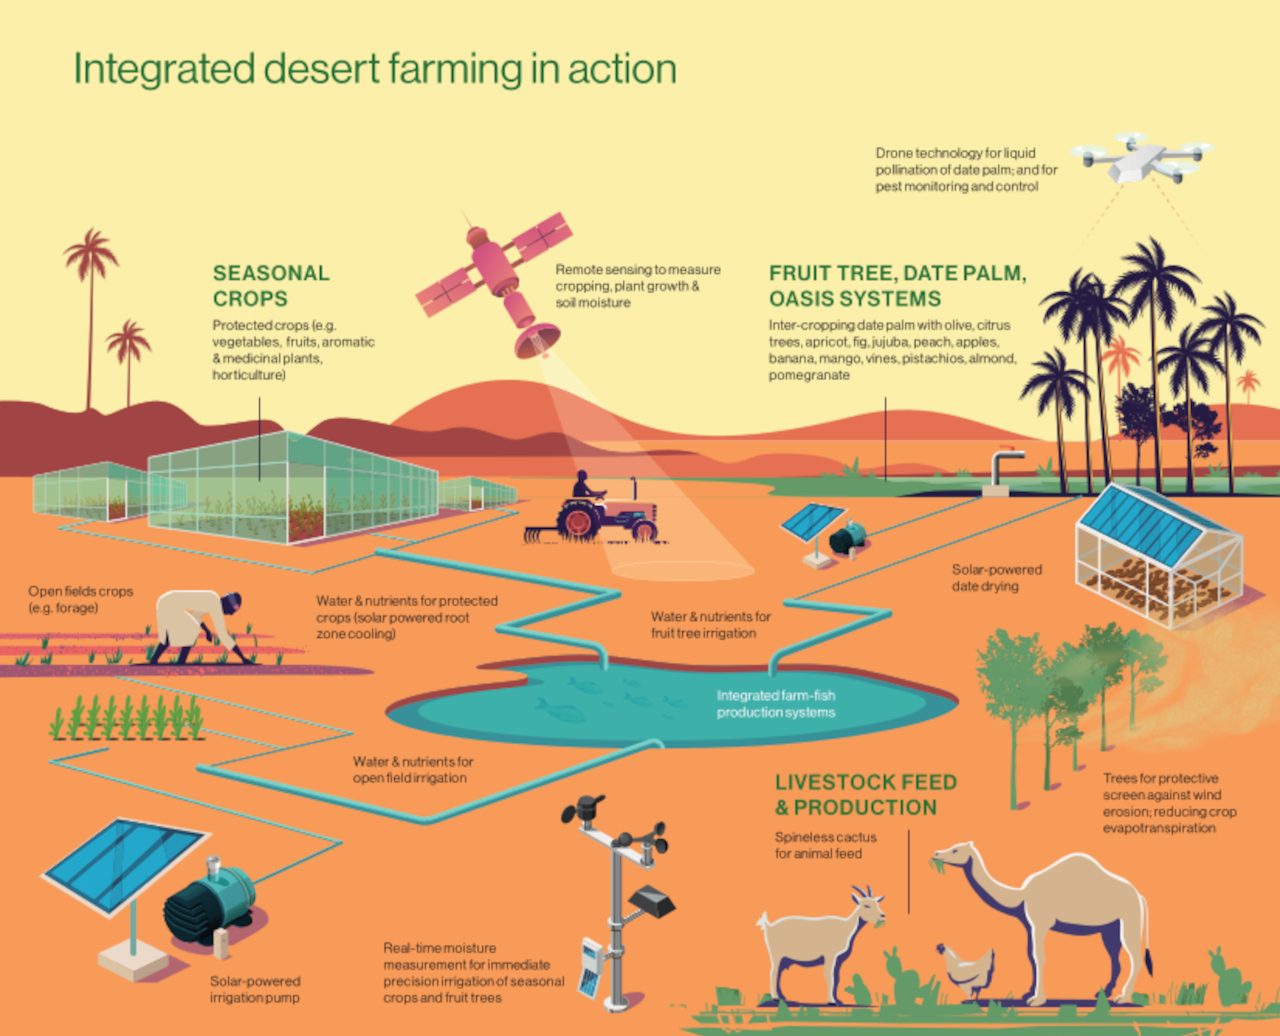 Integrated desert farming in action
Drone technology for liquid
pollination of date palm; and for
pest monitoring and control
SEASONAL
CROPS
Protected crops (e.g.
vegetables, fruits, aromatic
& medicinal plants,
horticulture)
Remote sensing to measure
cropping, plant growth &
soil moisture
FRUIT TREE, DATE PALM,
OASIS SYSTEMS
Inter-cropping date palm with olive, citrus
trees, apricot, fig, jujuba, peach, apples,
banana, mango, vines, pistachios, almond,
pomegranate
Solar-powered
date drying
Open fields crops
(e.g. forage)
Water & nutrients for protected
crops (solar powered root
zone cooling)
Water & nutrients for
fruit tree irrigation
Integrated farm-fish
production systems
Water & nutrients for
open field irrigation
LIVESTOCK FEED
& PRODUCTION
Spineless cactus
for animal feed
Trees for protective
screen against wind
erosion; reducing crop
evapotranspiration
Real-time moisture
measurement for immediate
precision irrigation of seasonal
crops and fruit trees
Solar-powered
irrigation pump